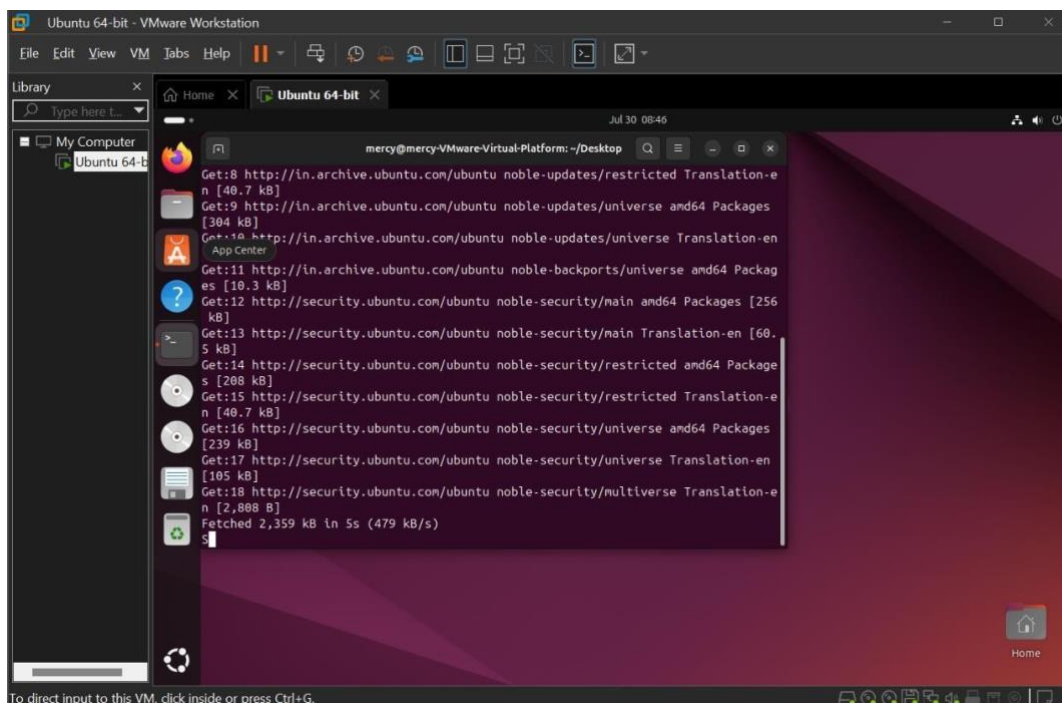 Ubuntu 64-bit - VMware Workstation
File Edit View VM Tabs Help
Library
Type here t...
My Computer
Ubuntu 64-b
Home
Ubuntu 64-bit
Jul 30 08:46
mercy@mercy-VMware-Virtual-Platform: ~/Desktop
Get:8 http://in.archive.ubuntu.com/ubuntu noble-updates/restricted Translation-e
n [40.7 kB]
Get:9 http://in.archive.ubuntu.com/ubuntu noble-updates/universe amd64 Packages
[304 kB]
Get:10 http://in.archive.ubuntu.com/ubuntu noble-updates/universe Translation-en
App Center
Get:11 http://in.archive.ubuntu.com/ubuntu noble-backports/universe amd64 Packag
es [10.3 kB]
Get:12 http://security.ubuntu.com/ubuntu noble-security/main amd64 Packages [256
kB]
Get:13 http://security.ubuntu.com/ubuntu noble-security/main Translation-en [60.
5 kB]
Get:14 http://security.ubuntu.com/ubuntu noble-security/restricted amd64 Package
s [208 kB]
Get:15 http://security.ubuntu.com/ubuntu noble-security/restricted Translation-e
n [40.7 kB]
Get:16 http://security.ubuntu.com/ubuntu noble-security/universe amd64 Packages
[239 kB]
Get:17 http://security.ubuntu.com/ubuntu noble-security/universe Translation-en
[105 kB]
Get:18 http://security.ubuntu.com/ubuntu noble-security/multiverse Translation-e
n [2,808 B]
Fetched 2,359 kB in 5s (479 kB/s)
S
Home
To direct input to this VM, click inside or press Ctrl+G.